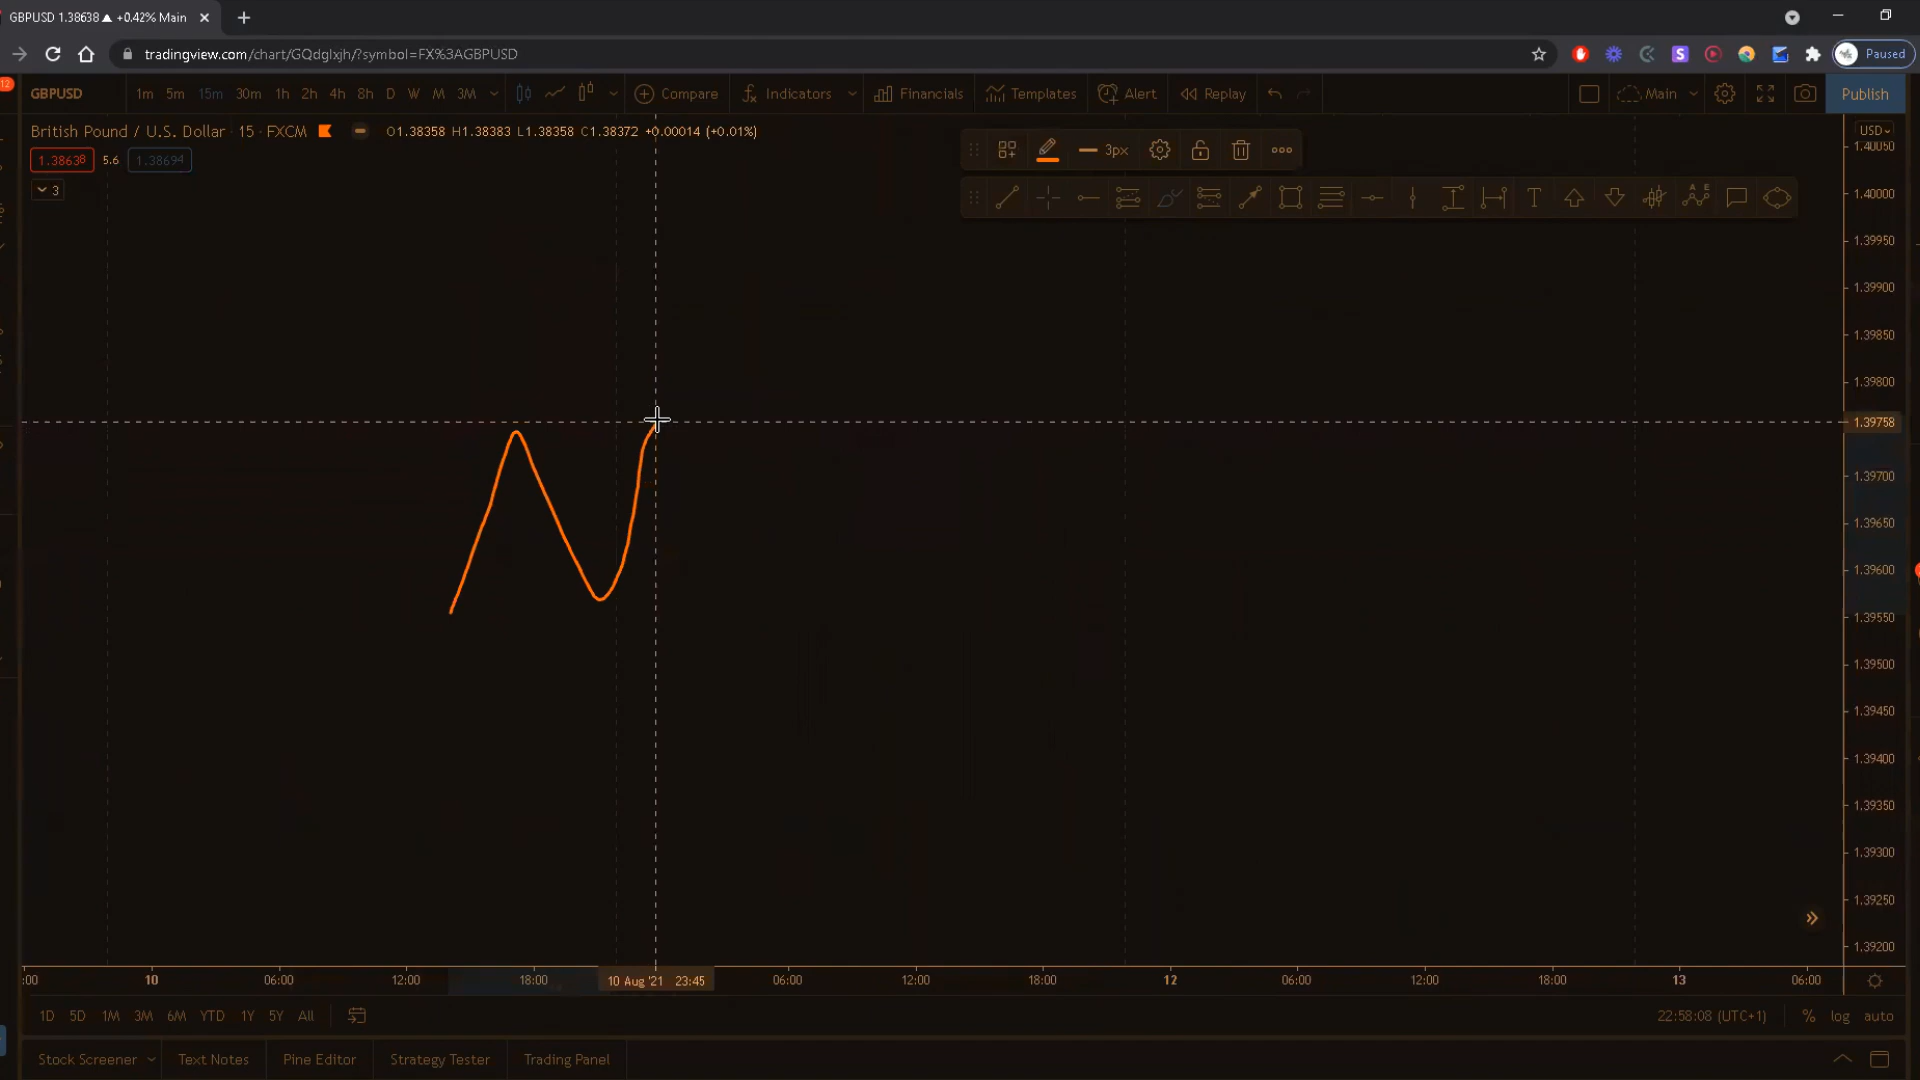 GBPUSD 1.38638 ▲ +0.42% Main
tradingview.com/chart/GQdglxjh/?symbol=FX%3AGBPUSD
Paused
12
GBPUSD 1m 5m 15m 30m 1h 2h 4h 8h D W M 3M Compare Indicators Financials Templates Alert Replay Main Publish
British Pound / U.S. Dollar · 15 · FXCM O1.38358 H1.38383 L1.38358 C1.38372 +0.00014 (+0.01%)
USD
1.38638 5.6 1.38694
3px
3
1.40050
1.40000
1.39950
1.39900
1.39850
1.39800
1.39758
1.39700
1.39650
1.39600
1.39550
1.39500
1.39450
1.39400
1.39350
1.39300
1.39250
1.39200
:00 10 06:00 12:00 18:00 10 Aug '21 23:45 06:00 12:00 18:00 12 06:00 12:00 18:00 13 06:00
1D 5D 1M 3M 6M YTD 1Y 5Y All 22:58:08 (UTC+1) % log auto
Stock Screener Text Notes Pine Editor Strategy Tester Trading Panel